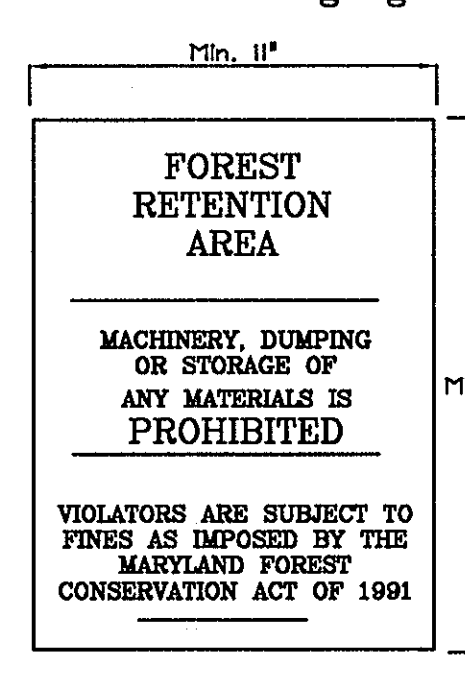 Min. 11"
FOREST
RETENTION
AREA
MACHINERY, DUMPING
OR STORAGE OF
ANY MATERIALS IS
PROHIBITED
VIOLATORS ARE SUBJECT TO
FINES AS IMPOSED BY THE
MARYLAND FOREST
CONSERVATION ACT OF 1991